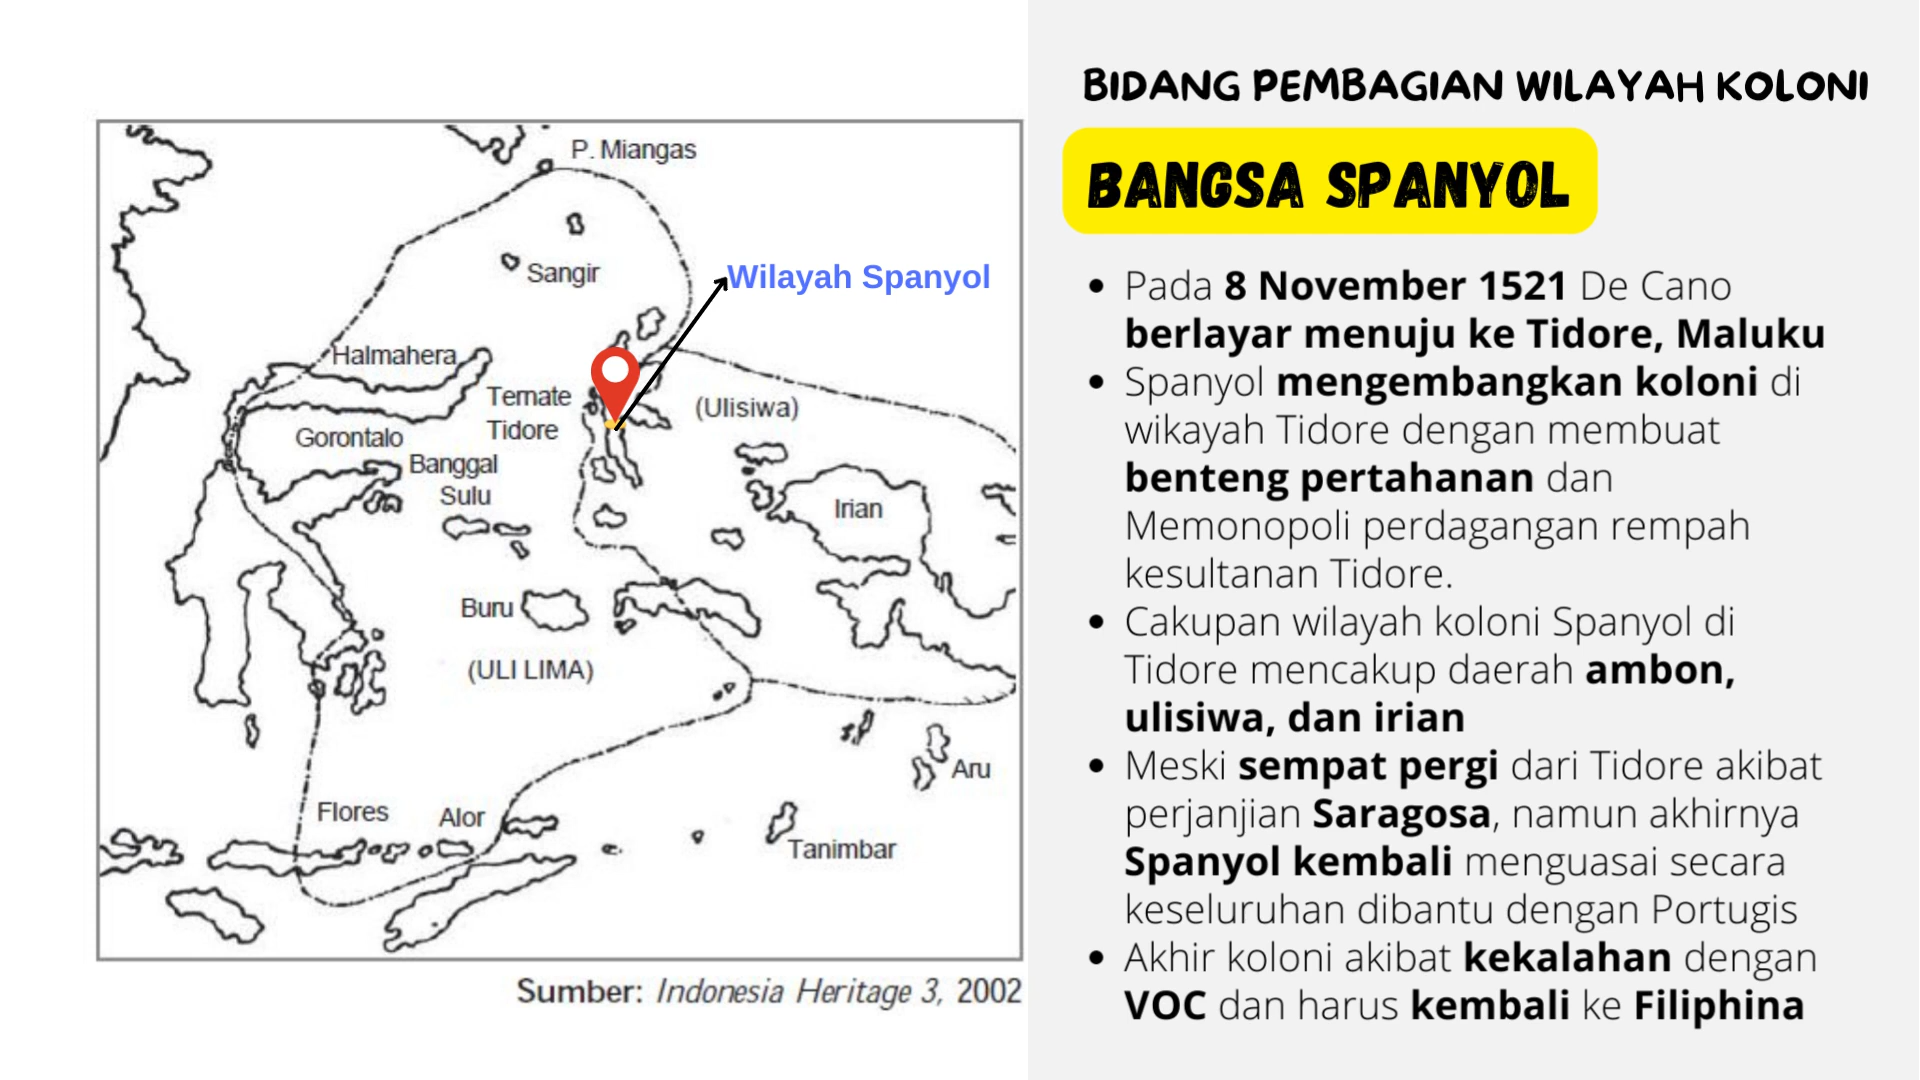 P. Miangas
Sangir
Wilayah Spanyol
Halmahera
Ternate
Tidore
(Ulisiwa)
Gorontalo
Banggal
Sulu
Irian
Buru
(ULI LIMA)
Flores
Alor
Aru
Tanimbar
Sumber: Indonesia Heritage 3, 2002
BIDANG PEMBAGIAN WILAYAH KOLONI
BANGSA SPANYOL
• Pada 8 November 1521 De Cano
berlayar menuju ke Tidore, Maluku
• Spanyol mengembangkan koloni di
wikayah Tidore dengan membuat
benteng pertahanan dan
Memonopoli perdagangan rempah
kesultanan Tidore.
• Cakupan wilayah koloni Spanyol di
Tidore mencakup daerah ambon,
ulisiwa, dan irian
• Meski sempat pergi dari Tidore akibat
perjanjian Saragosa, namun akhirnya
Spanyol kembali menguasai secara
keseluruhan dibantu dengan Portugis
• Akhir koloni akibat kekalahan dengan
VOC dan harus kembali ke Filiphina